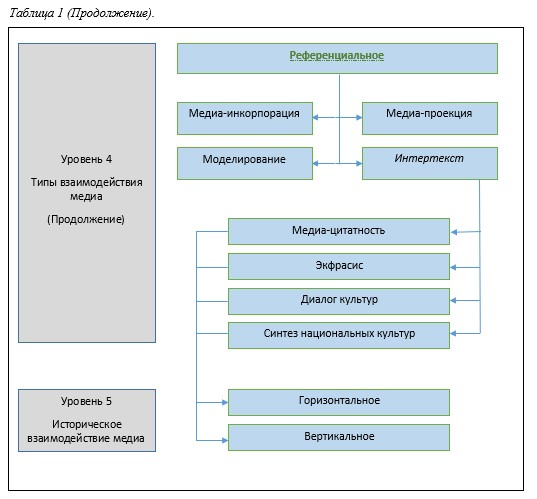 Таблица 1 (Продолжение).
Референциальное
Медиа-инкорпорация
Медиа-проекция
Моделирование
Интертекст
Уровень 4
Типы взаимодействия
медиа
(Продолжение)
Медиа-цитатность
Экфрасис
Диалог культур
Синтез национальных культур
Уровень 5
Историческое
взаимодействие медиа
Горизонтальное
Вертикальное